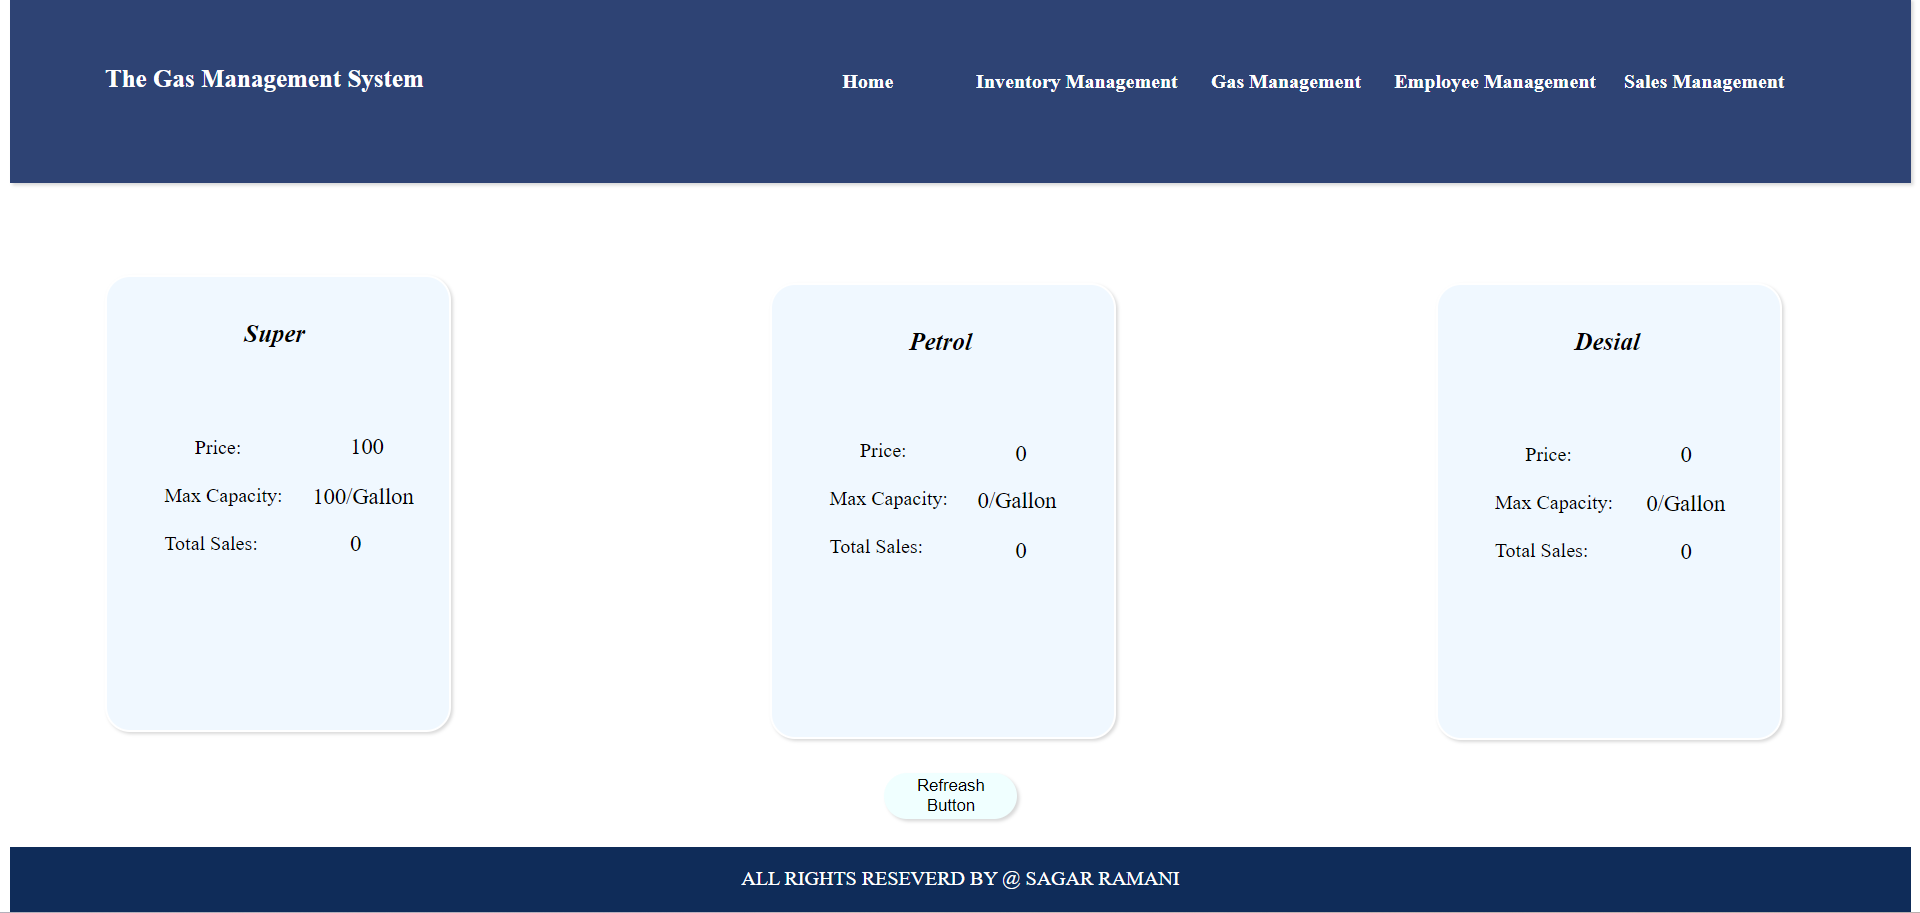 The Gas Management System
Home
Inventory Management
Gas Management
Employee Management
Sales Management
Super
Price: 100
Max Capacity: 100/Gallon
Total Sales: 0
Petrol
Price: 0
Max Capacity: 0/Gallon
Total Sales: 0
Desial
Price: 0
Max Capacity: 0/Gallon
Total Sales: 0
Refreash
Button
ALL RIGHTS RESEVERD BY @ SAGAR RAMANI